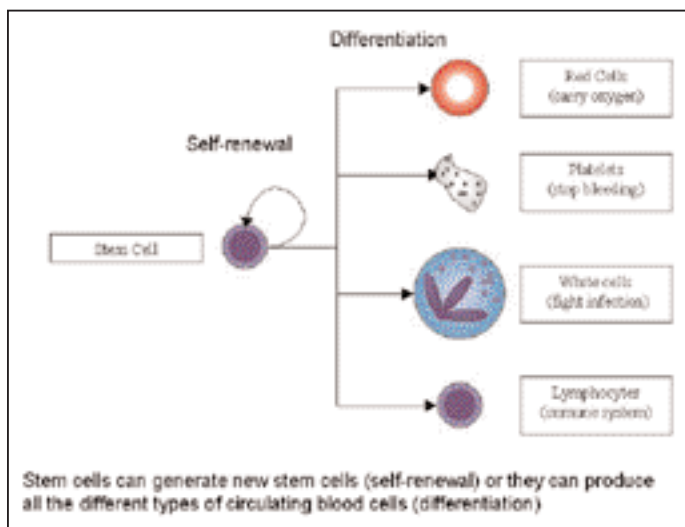 Differentiation
Red Cells
(carry oxygen)
Self-renewal
Platelets
(stop bleeding)
Stem Cell
White cells
(fight infection)
Lymphocytes
(immune system)
Stem cells can generate new stem cells (self-renewal) or they can produce
all the different types of circulating blood cells (differentiation)